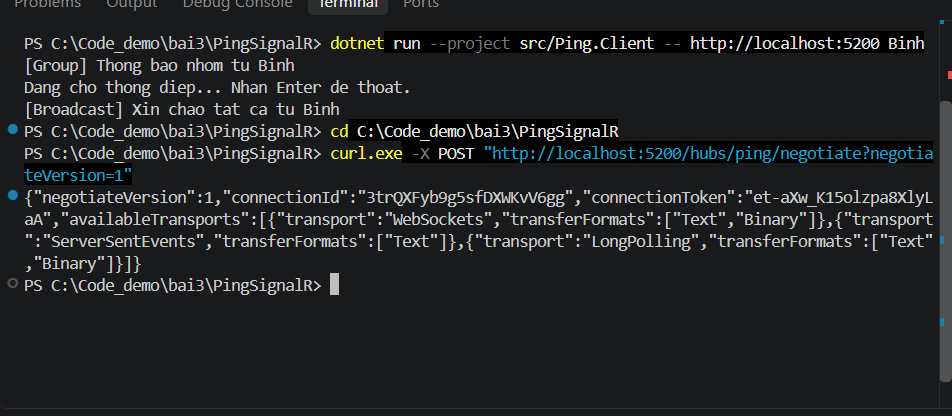 Problems Output Debug Console Terminal Ports
PS C:\Code_demo\bai3\PingSignalR> dotnet run --project src/Ping.Client -- http://localhost:5200 Binh
[Group] Thong bao nhom tu Binh
Dang cho thong diep... Nhan Enter de thoat.
[Broadcast] Xin chao tat ca tu Binh
PS C:\Code_demo\bai3\PingSignalR> cd C:\Code_demo\bai3\PingSignalR
PS C:\Code_demo\bai3\PingSignalR> curl.exe -X POST "http://localhost:5200/hubs/ping/negotiate?negotia
teVersion=1"
{"negotiateVersion":1,"connectionId":"3trQXFyb9g5sfDXWKvV6gg","connectionToken":"et-aXw_K15olzpa8XlyL
aA","availableTransports":[{"transport":"WebSockets","transferFormats":["Text","Binary"]},{"transport
":"ServerSentEvents","transferFormats":["Text"]},{"transport":"LongPolling","transferFormats":["Text"
,"Binary"]}]}
PS C:\Code_demo\bai3\PingSignalR>